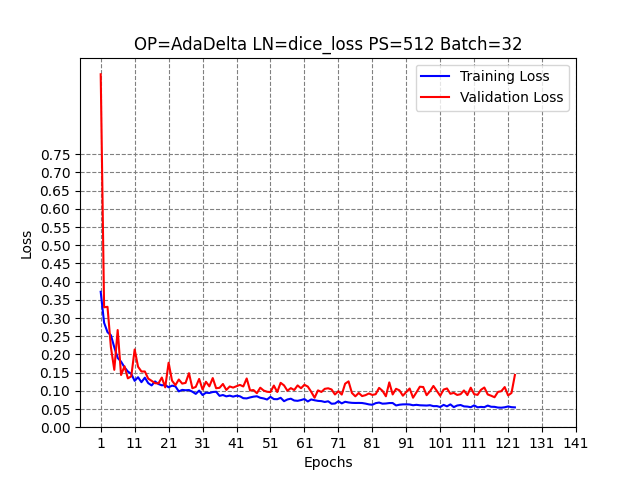 OP=AdaDelta LN=dice_loss PS=512 Batch=32
Training Loss
Validation Loss
0.75
0.70
0.65
0.60
0.55
0.50
0.45
0.40
0.35
0.30
0.25
0.20
0.15
0.10
0.05
0.00
Loss
1 11 21 31 41 51 61 71 81 91 101 111 121 131 141
Epochs